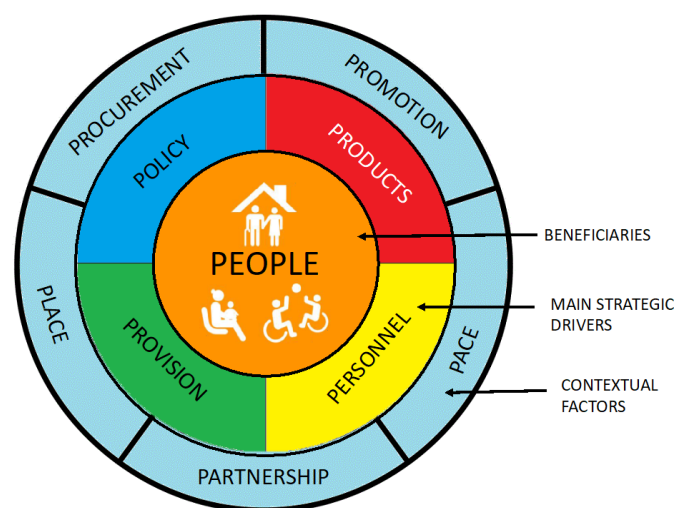 PROCUREMENT
PROMOTION
POLICY
PRODUCTS
PEOPLE
BENEFICIARIES
MAIN STRATEGIC
DRIVERS
PLACE
PROVISION
PERSONNEL
PACE
CONTEXTUAL
FACTORS
PARTNERSHIP